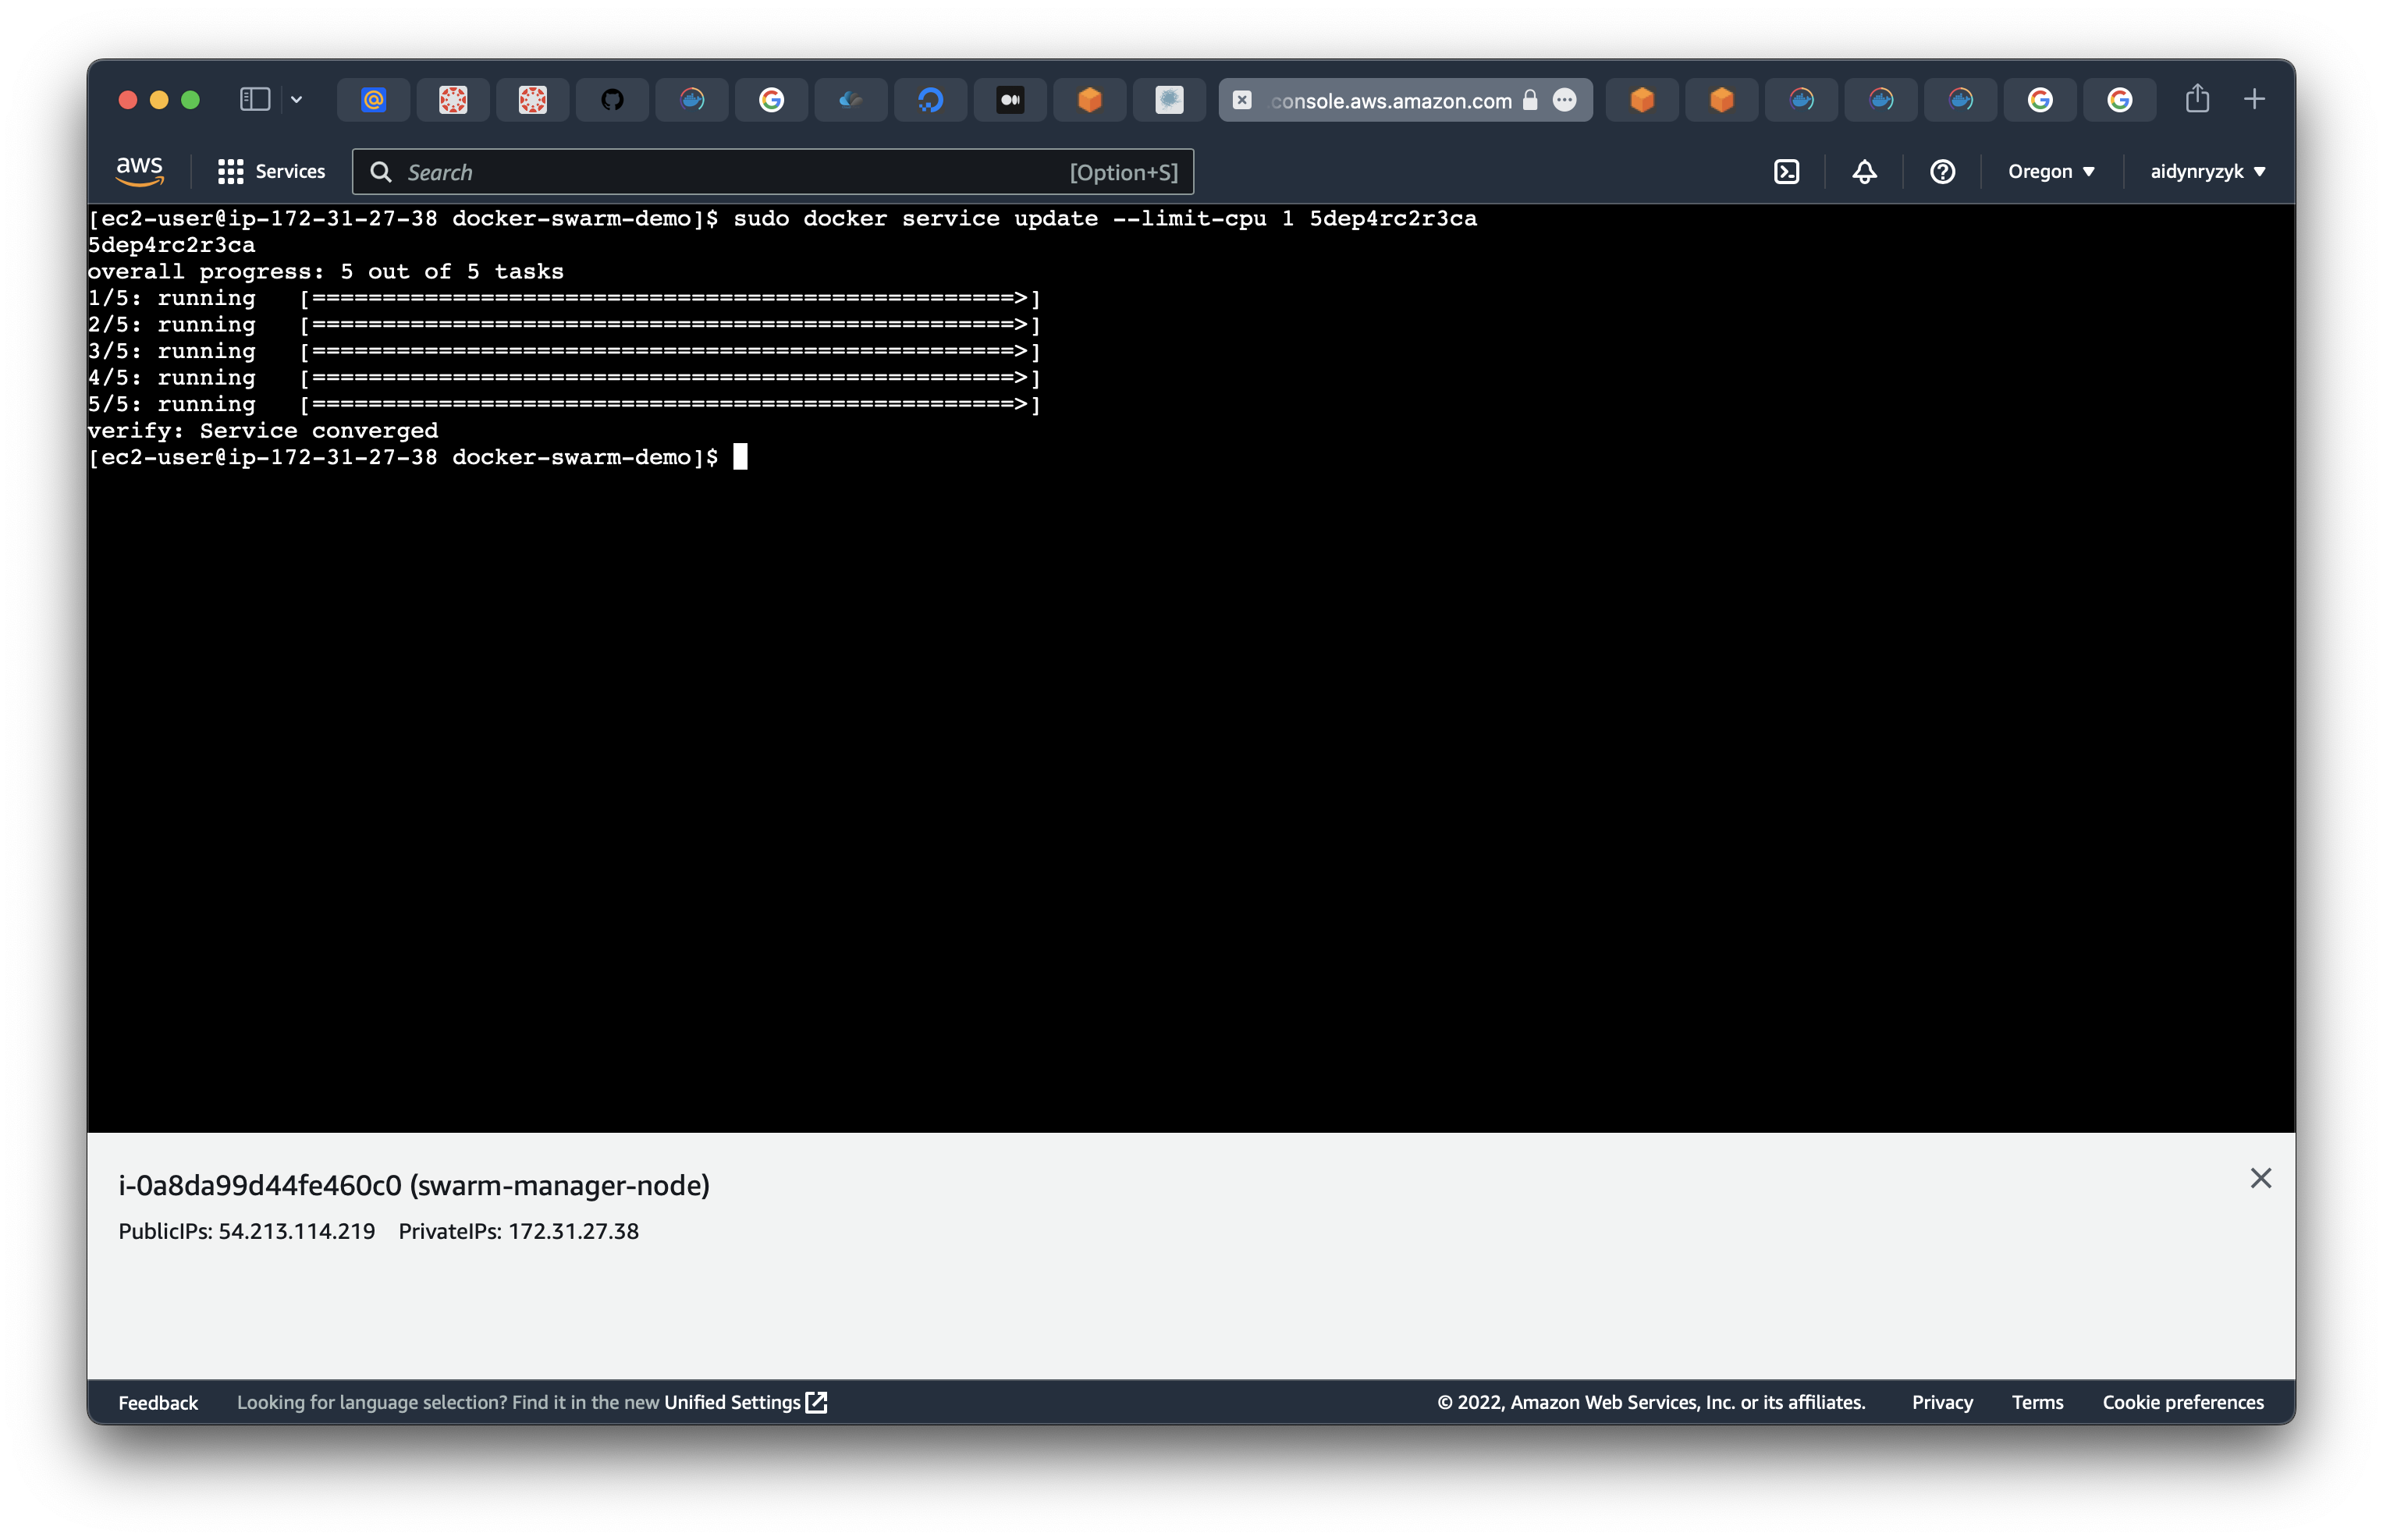 console.aws.amazon.com
aws
Services
Search
[Option+S]
Oregon
aidynryzyk
[ec2-user@ip-172-31-27-38 docker-swarm-demo]$ sudo docker service update --limit-cpu 1 5dep4rc2r3ca
5dep4rc2r3ca
overall progress: 5 out of 5 tasks
1/5: running   [==================================================>]
2/5: running   [==================================================>]
3/5: running   [==================================================>]
4/5: running   [==================================================>]
5/5: running   [==================================================>]
verify: Service converged
[ec2-user@ip-172-31-27-38 docker-swarm-demo]$
i-0a8da99d44fe460c0 (swarm-manager-node)
PublicIPs: 54.213.114.219    PrivateIPs: 172.31.27.38
Feedback
Looking for language selection? Find it in the new Unified Settings
© 2022, Amazon Web Services, Inc. or its affiliates.
Privacy
Terms
Cookie preferences